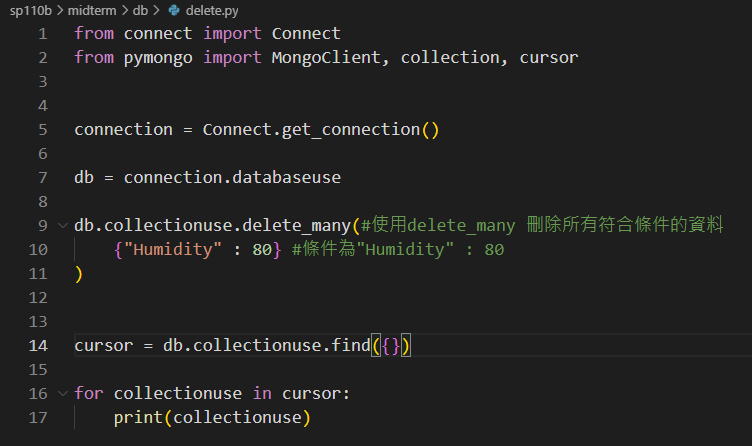 sp110b > midterm > db > delete.py
1 from connect import Connect
2 from pymongo import MongoClient, collection, cursor
3
4
5 connection = Connect.get_connection()
6
7 db = connection.databaseuse
8
9 db.collectionuse.delete_many(#使用delete_many 刪除所有符合條件的資料
10     {"Humidity" : 80} #條件為"Humidity" : 80
11 )
12
13
14 cursor = db.collectionuse.find({})
15
16 for collectionuse in cursor:
17     print(collectionuse)